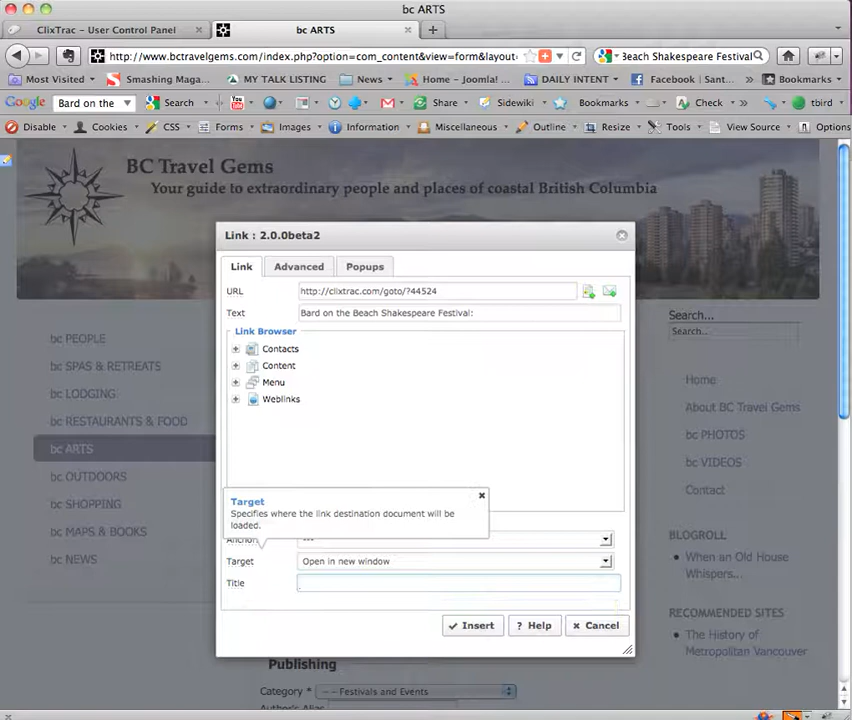 bc ARTS
ClixTrac - User Control Panel
bc ARTS
http://www.bctravelgems.com/index.php?option=com_content&view=form&layout
Beach Shakespeare Festival
Most Visited
Smashing Maga...
MY TALK LISTING
News
Home – Joomla! ...
DAILY INTENT
Facebook | Sant...
Bookmarks
Google
Bard on the
Search
Share
Sidewiki
Bookmarks
Check
tbird
Disable
Cookies
CSS
Forms
Images
Information
Miscellaneous
Outline
Resize
Tools
View Source
Options
BC Travel Gems
Your guide to extraordinary people and places of coastal British Columbia
Link : 2.0.0beta2
Link
Advanced
Popups
URL
http://clixtrac.com/goto/?44524
Text
Bard on the Beach Shakespeare Festival:
Link Browser
Contacts
Content
Menu
Weblinks
Target
Specifies where the link destination document will be
loaded.
Anchor
---
Target
Open in new window
Title
Insert
? Help
Cancel
bc PEOPLE
bc SPAS & RETREATS
bc LODGING
bc RESTAURANTS & FOOD
bc ARTS
bc OUTDOORS
bc SHOPPING
bc MAPS & BOOKS
bc NEWS
Search...
Search...
Home
About BC Travel Gems
bc PHOTOS
bc VIDEOS
Contact
BLOGROLL
When an Old House
Whispers...
RECOMMENDED SITES
The History of
Metropolitan Vancouver
Publishing
Category
- - Festivals and Events
Author's Alias